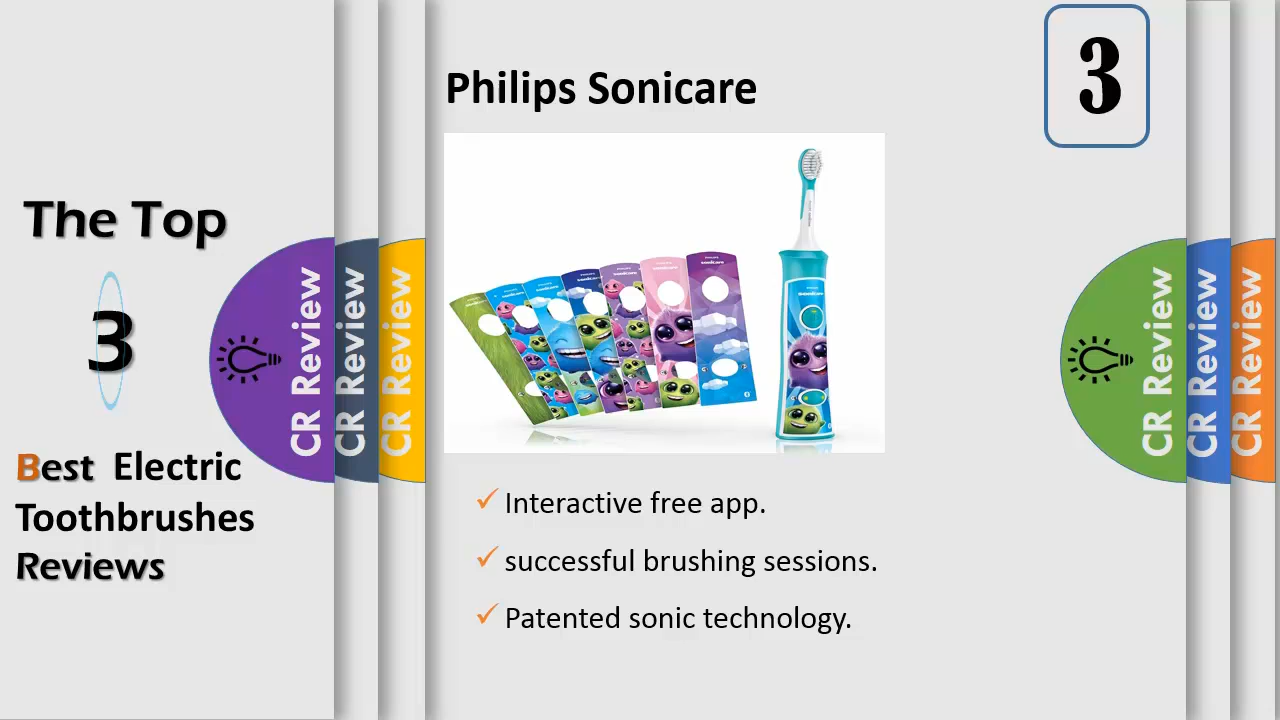 The Top
3
Best Electric
Toothbrushes
Reviews
CR Review
CR Review
CR Review
Philips Sonicare
3
sonicare
Interactive free app.
successful brushing sessions.
Patented sonic technology.
CR Review
CR Review
CR Review